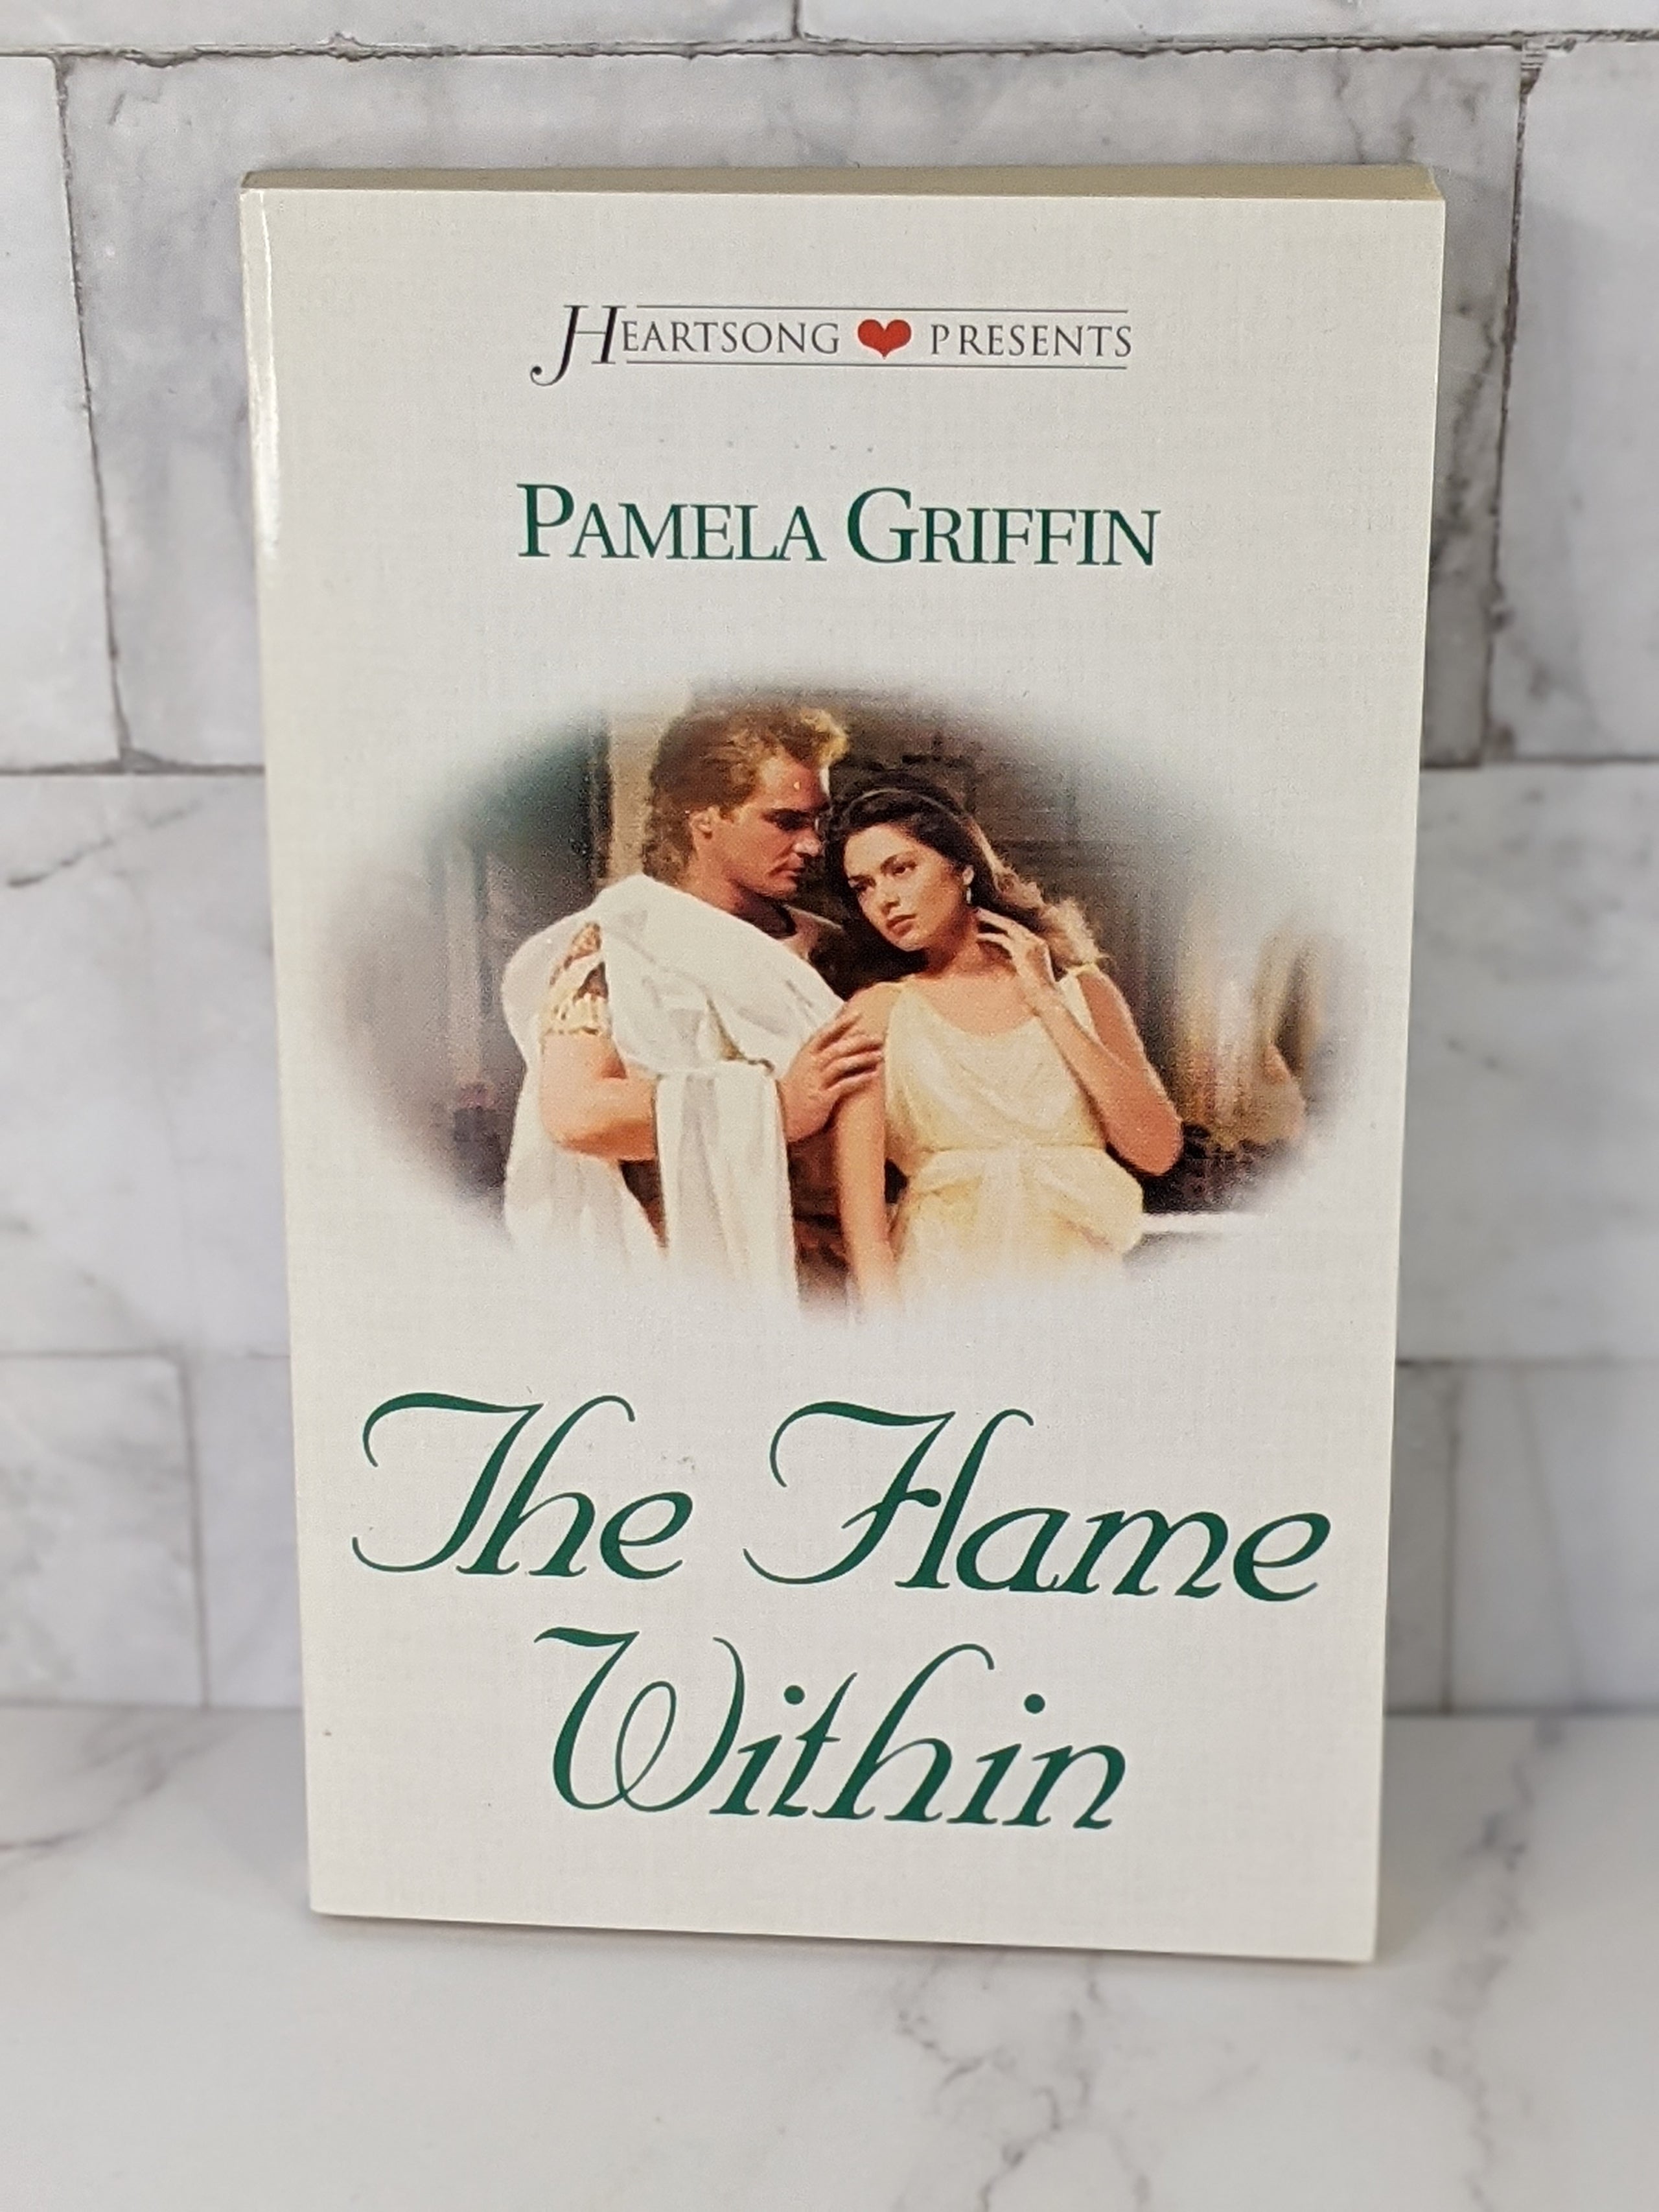 HEARTSONG PRESENTS
PAMELA GRIFFIN
The Flame
Within